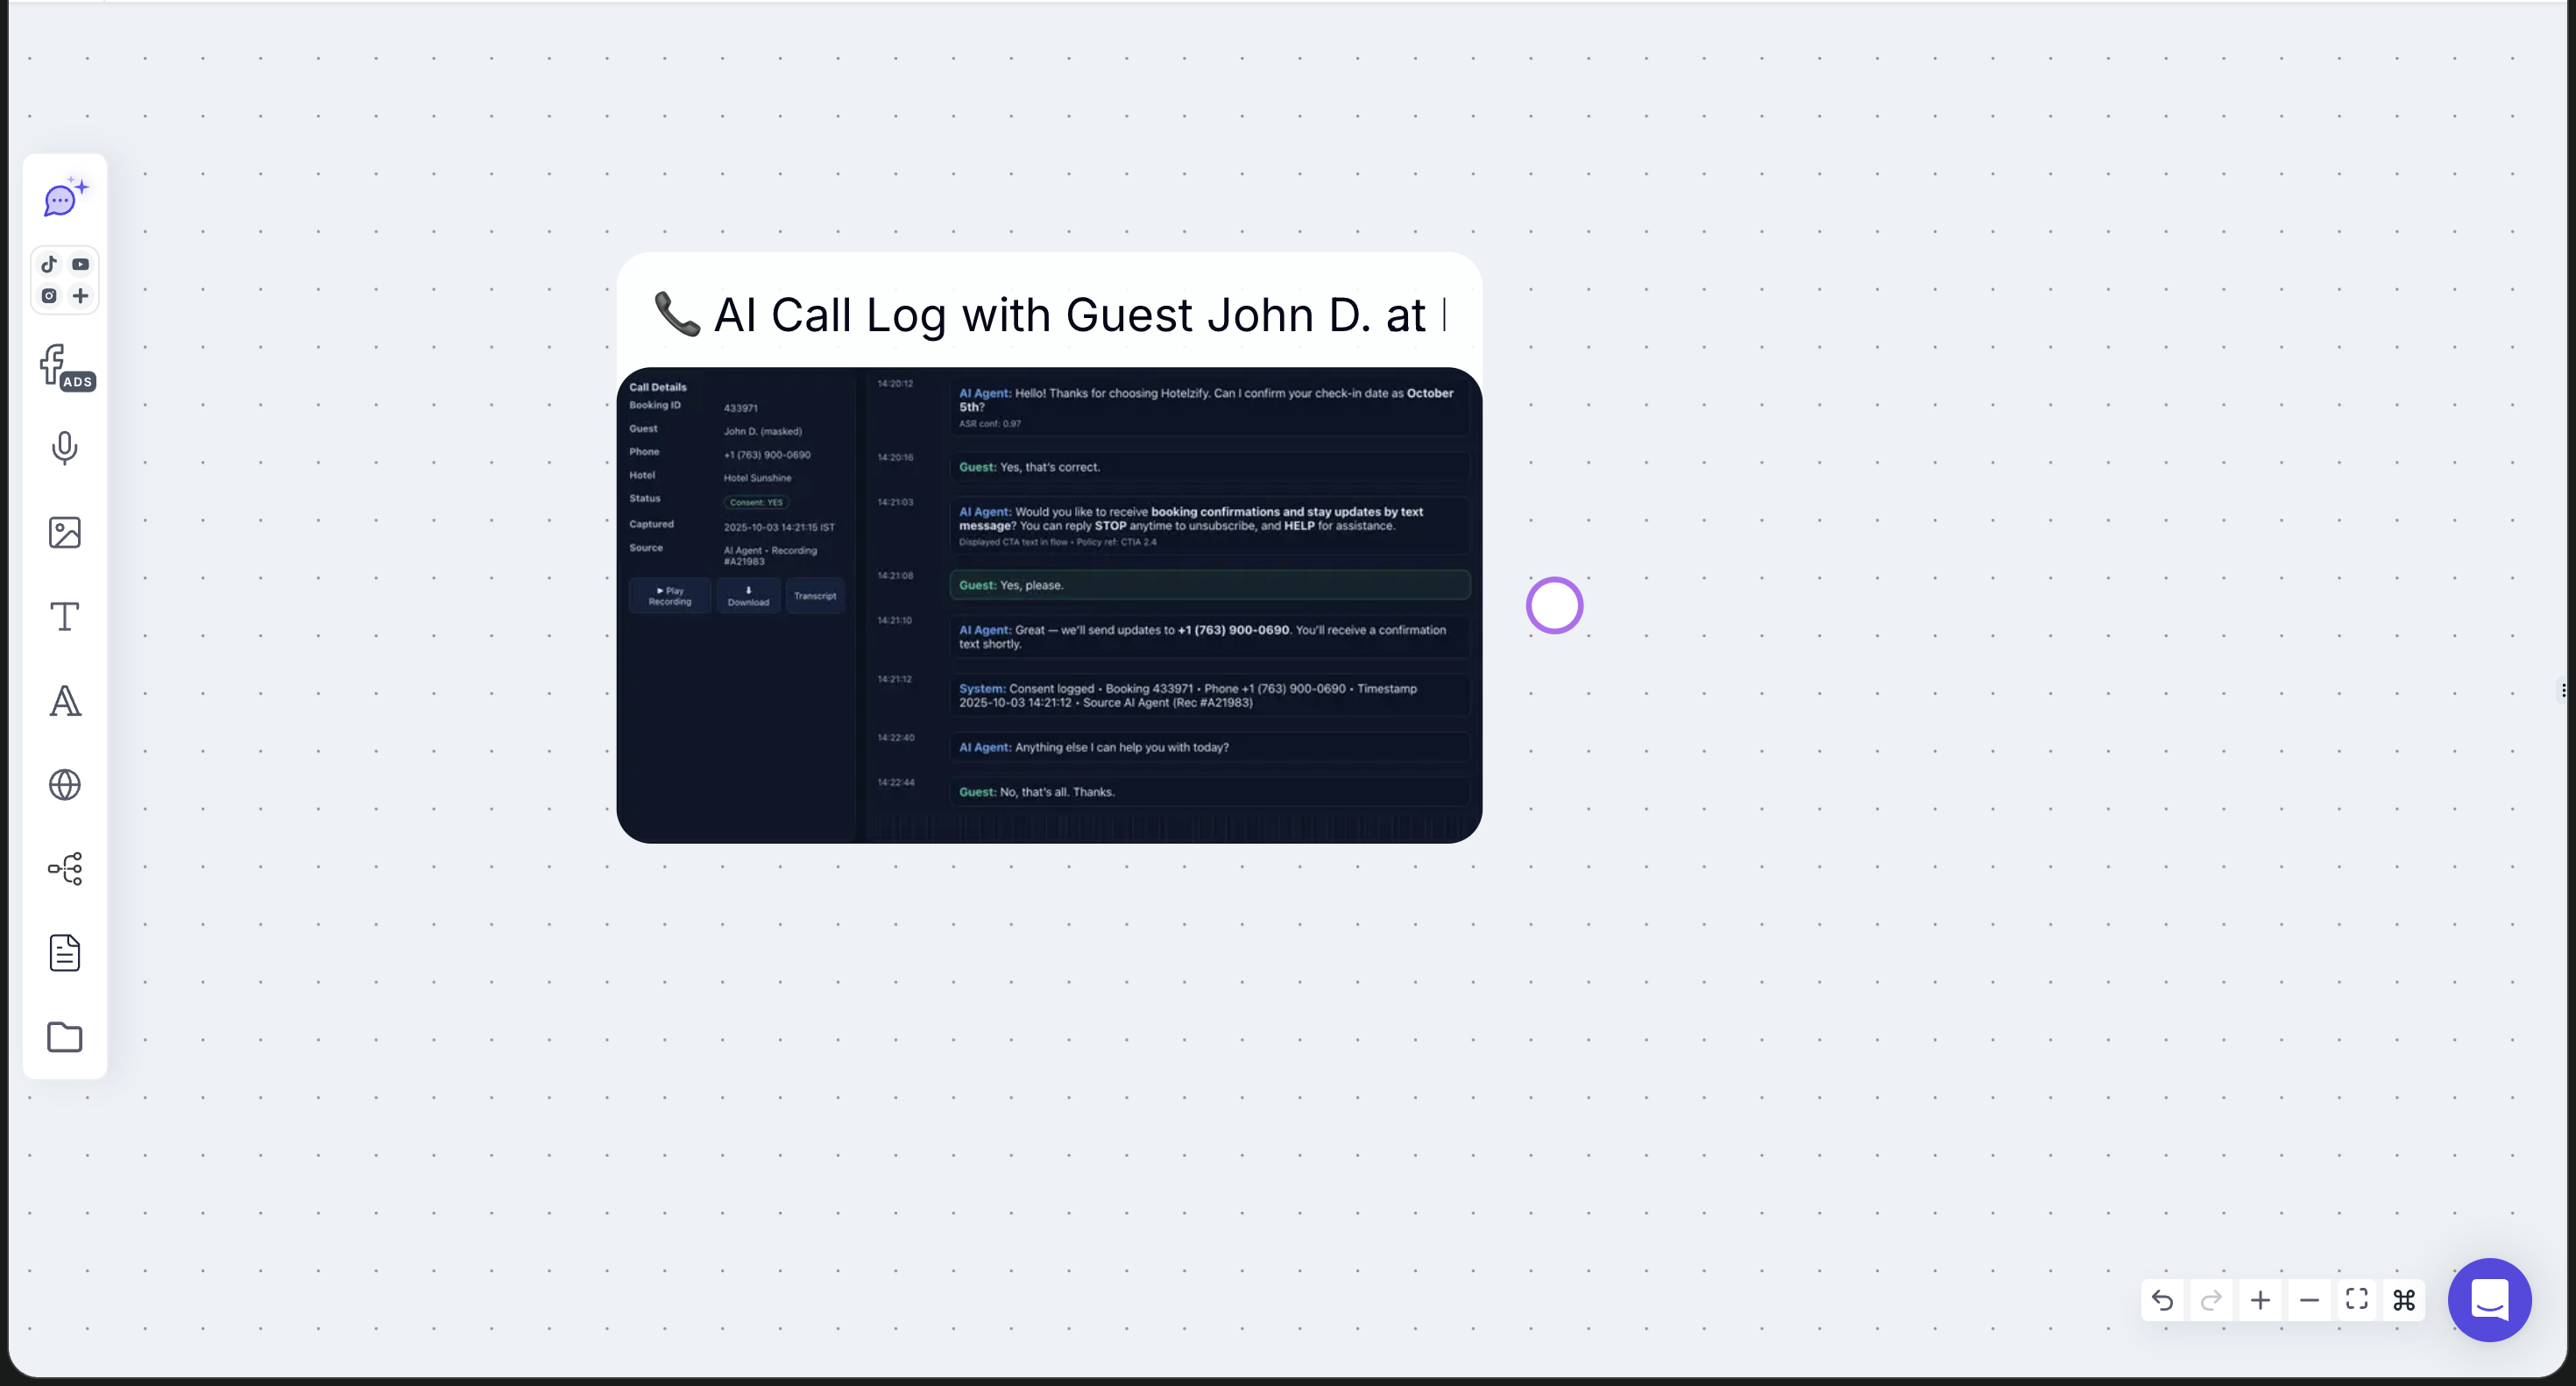 ADS
📞 AI Call Log with Guest John D. at
Call Details
Booking ID 433971
Guest John D. (masked)
Phone +1 (763) 900-0690
Hotel Hotel Sunshine
Status Consent: YES
Captured 2025-10-03 14:21:15 IST
Source AI Agent • Recording
#A21983
▶ Play
Recording
⬇
Download
Transcript
14:20:12
AI Agent: Hello! Thanks for choosing Hotelzify. Can I confirm your check-in date as October
5th?
ASR conf: 0.97
14:20:16
Guest: Yes, that's correct.
14:21:03
AI Agent: Would you like to receive booking confirmations and stay updates by text
message? You can reply STOP anytime to unsubscribe, and HELP for assistance.
Displayed CTA text in flow • Policy ref: CTIA 2.4
14:21:08
Guest: Yes, please.
14:21:10
AI Agent: Great — we'll send updates to +1 (763) 900-0690. You'll receive a confirmation
text shortly.
14:21:12
System: Consent logged • Booking 433971 • Phone +1 (763) 900-0690 • Timestamp
2025-10-03 14:21:12 • Source AI Agent (Rec #A21983)
14:22:40
AI Agent: Anything else I can help you with today?
14:22:44
Guest: No, that's all. Thanks.